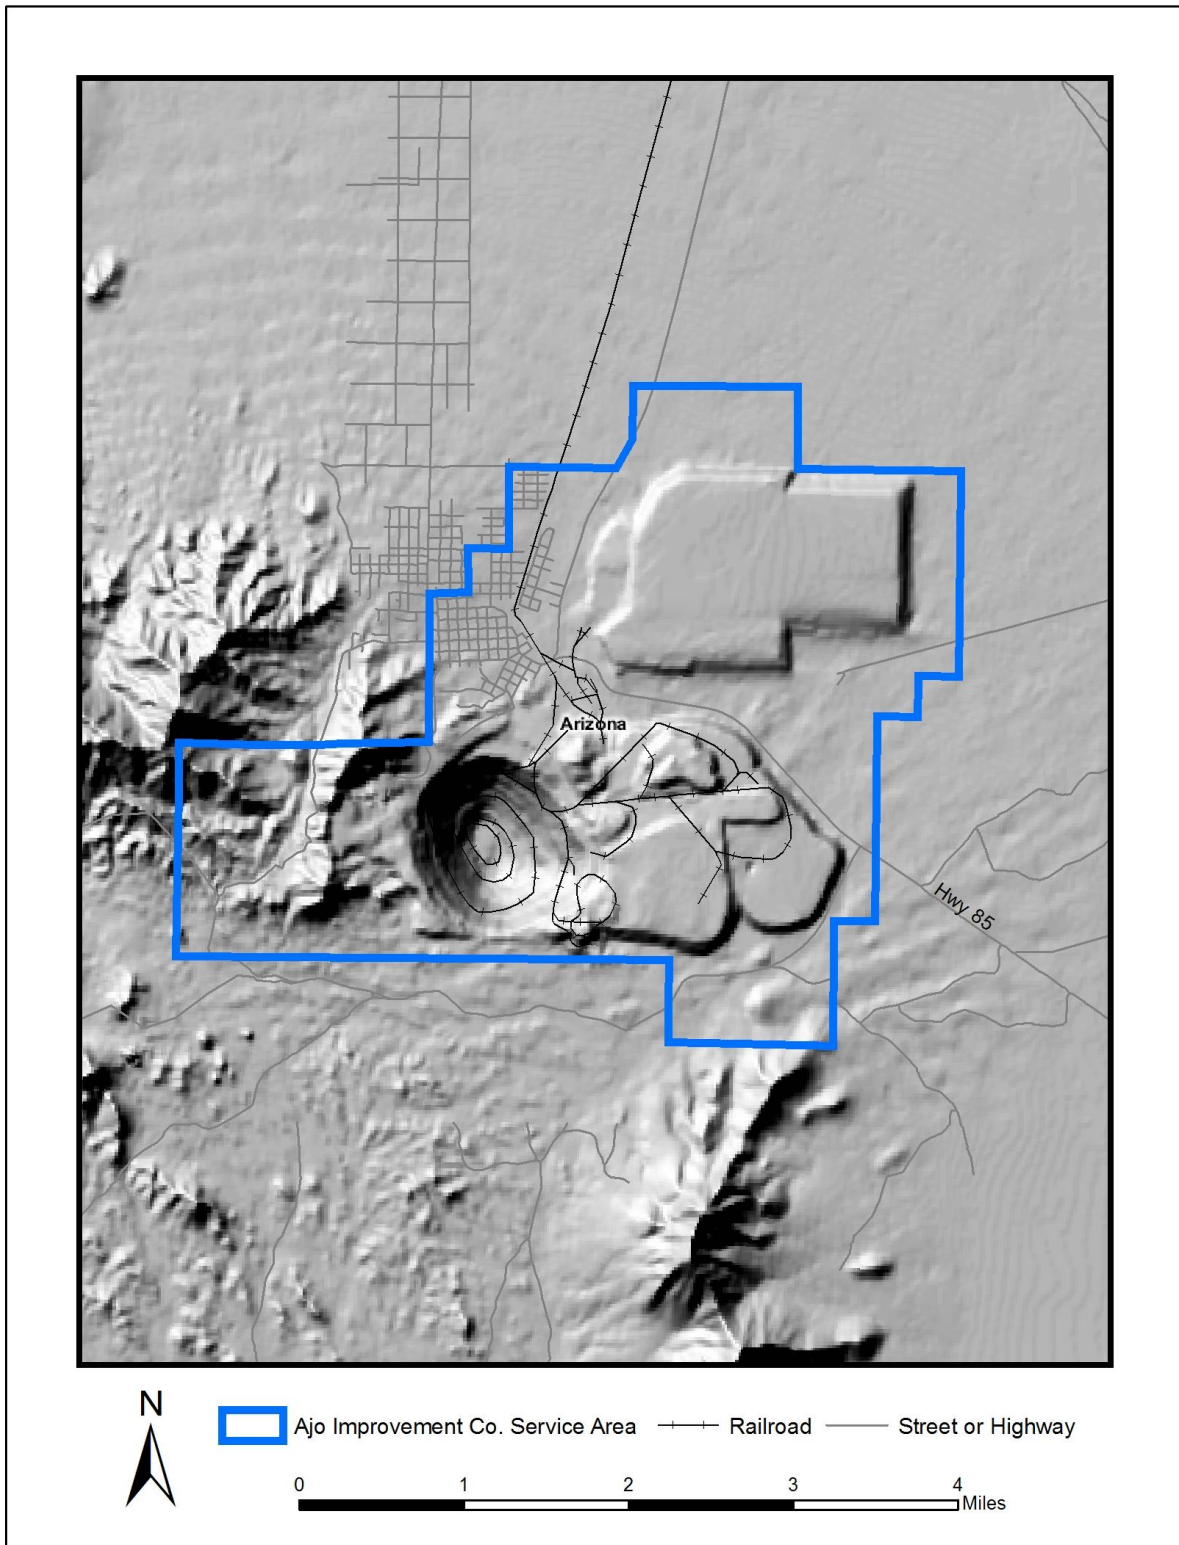 Arizona
Hwy 85
N
Ajo Improvement Co. Service Area Railroad Street or Highway
0 1 2 3 4
Miles